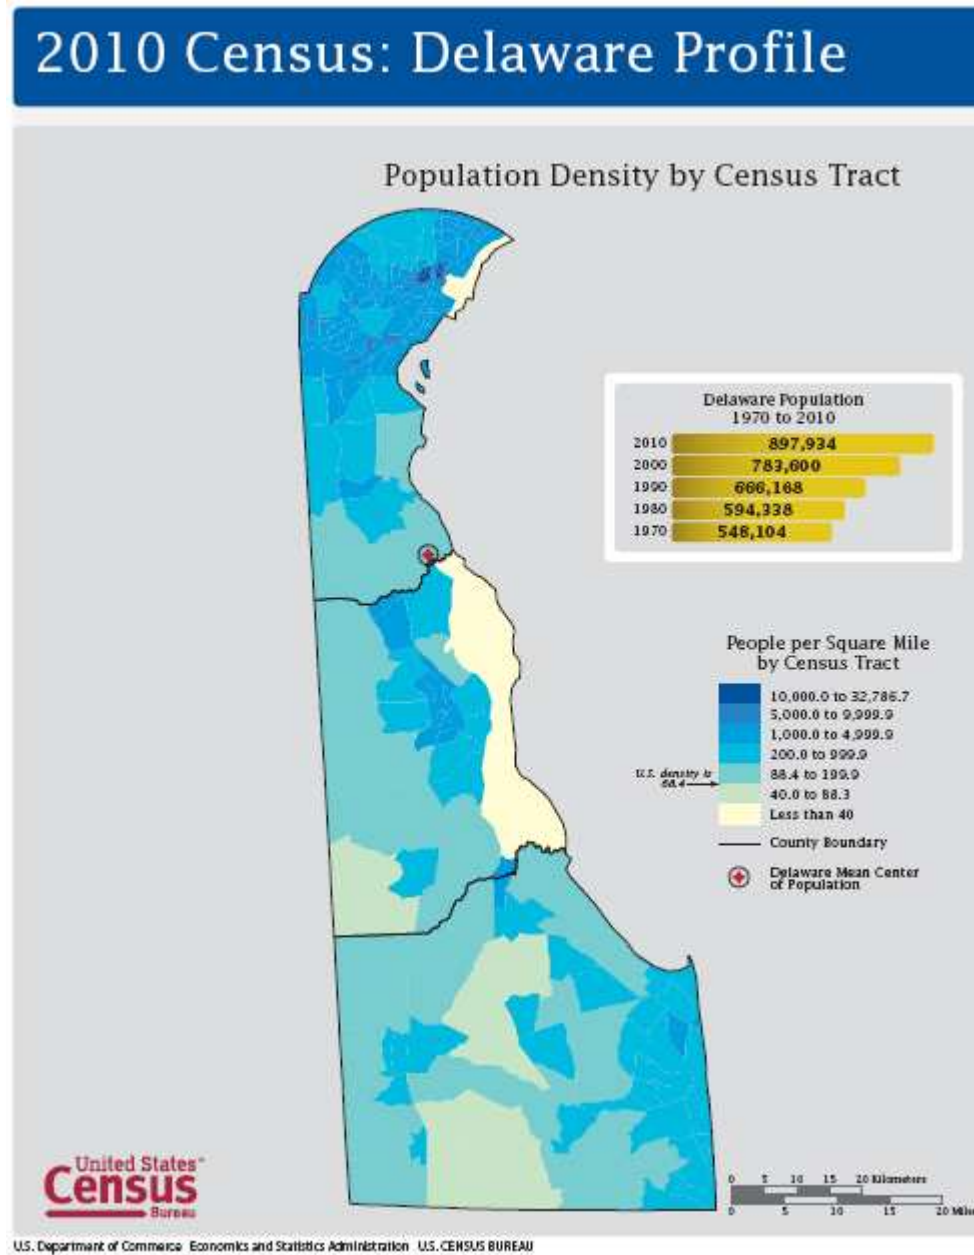 2010 Census: Delaware Profile
Population Density by Census Tract
Delaware Population
1970 to 2010
2010 897,934
2000 783,600
1990 666,168
1980 594,338
1970 548,104
People per Square Mile
by Census Tract
10,000.0 to 32,786.7
5,000.0 to 9,999.9
1,000.0 to 4,999.9
200.0 to 999.9
U.S. density is
88.4
88.4 to 199.9
40.0 to 88.3
Less than 40
County Boundary
Delaware Mean Center
of Population
United States™
Census
Bureau
0 5 10 15 20 Kilometers
0 5 10 15 20 Miles
U.S. Department of Commerce Economics and Statistics Administration U.S. CENSUS BUREAU